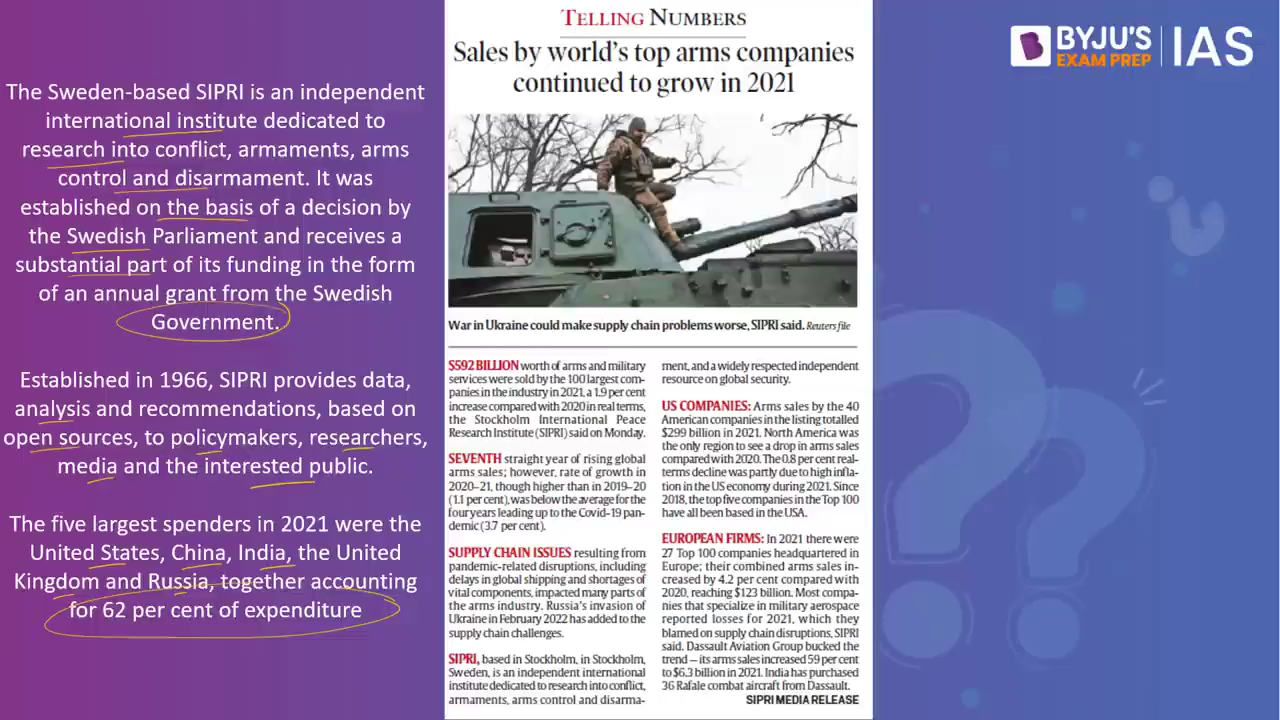 The Sweden-based SIPRI is an independent
international institute dedicated to
research into conflict, armaments, arms
control and disarmament. It was
established on the basis of a decision by
the Swedish Parliament and receives a
substantial part of its funding in the form
of an annual grant from the Swedish
Government.
Established in 1966, SIPRI provides data,
analysis and recommendations, based on
open sources, to policymakers, researchers,
media and the interested public.
The five largest spenders in 2021 were the
United States, China, India, the United
Kingdom and Russia, together accounting
for 62 per cent of expenditure
TELLING NUMBERS
Sales by world's top arms companies
continued to grow in 2021
War in Ukraine could make supply chain problems worse, SIPRI said. Reuters file
$592 BILLION worth of arms and military
services were sold by the 100 largest com-
panies in the industry in 2021, a 1.9 per cent
increase compared with 2020 in real terms,
the Stockholm International Peace
Research Institute (SIPRI) said on Monday.
SEVENTH straight year of rising global
arms sales; however, rate of growth in
2020-21, though higher than in 2019-20
(1.1 per cent), was below the average for the
four years leading up to the Covid-19 pan-
demic (3.7 per cent).
SUPPLY CHAIN ISSUES resulting from
pandemic-related disruptions, including
delays in global shipping and shortages of
vital components, impacted many parts of
the arms industry. Russia's invasion of
Ukraine in February 2022 has added to the
supply chain challenges.
SIPRI, based in Stockholm, in Stockholm,
Sweden, is an independent international
institute dedicated to research into conflict,
armaments, arms control and disarma-
ment, and a widely respected independent
resource on global security.
US COMPANIES: Arms sales by the 40
American companies in the listing totalled
$299 billion in 2021. North America was
the only region to see a drop in arms sales
compared with 2020. The 0.8 per cent real-
terms decline was partly due to high infla-
tion in the US economy during 2021. Since
2018, the top five companies in the Top 100
have all been based in the USA.
EUROPEAN FIRMS: In 2021 there were
27 Top 100 companies headquartered in
Europe; their combined arms sales in-
creased by 4.2 per cent compared with
2020, reaching $123 billion. Most compa-
nies that specialize in military aerospace
reported losses for 2021, which they
blamed on supply chain disruptions, SIPRI
said. Dassault Aviation Group bucked the
trend — its arms sales increased 59 per cent
to $6.3 billion in 2021. India has purchased
36 Rafale combat aircraft from Dassault.
SIPRI MEDIA RELEASE
BYJU'S
EXAM PREP
IAS